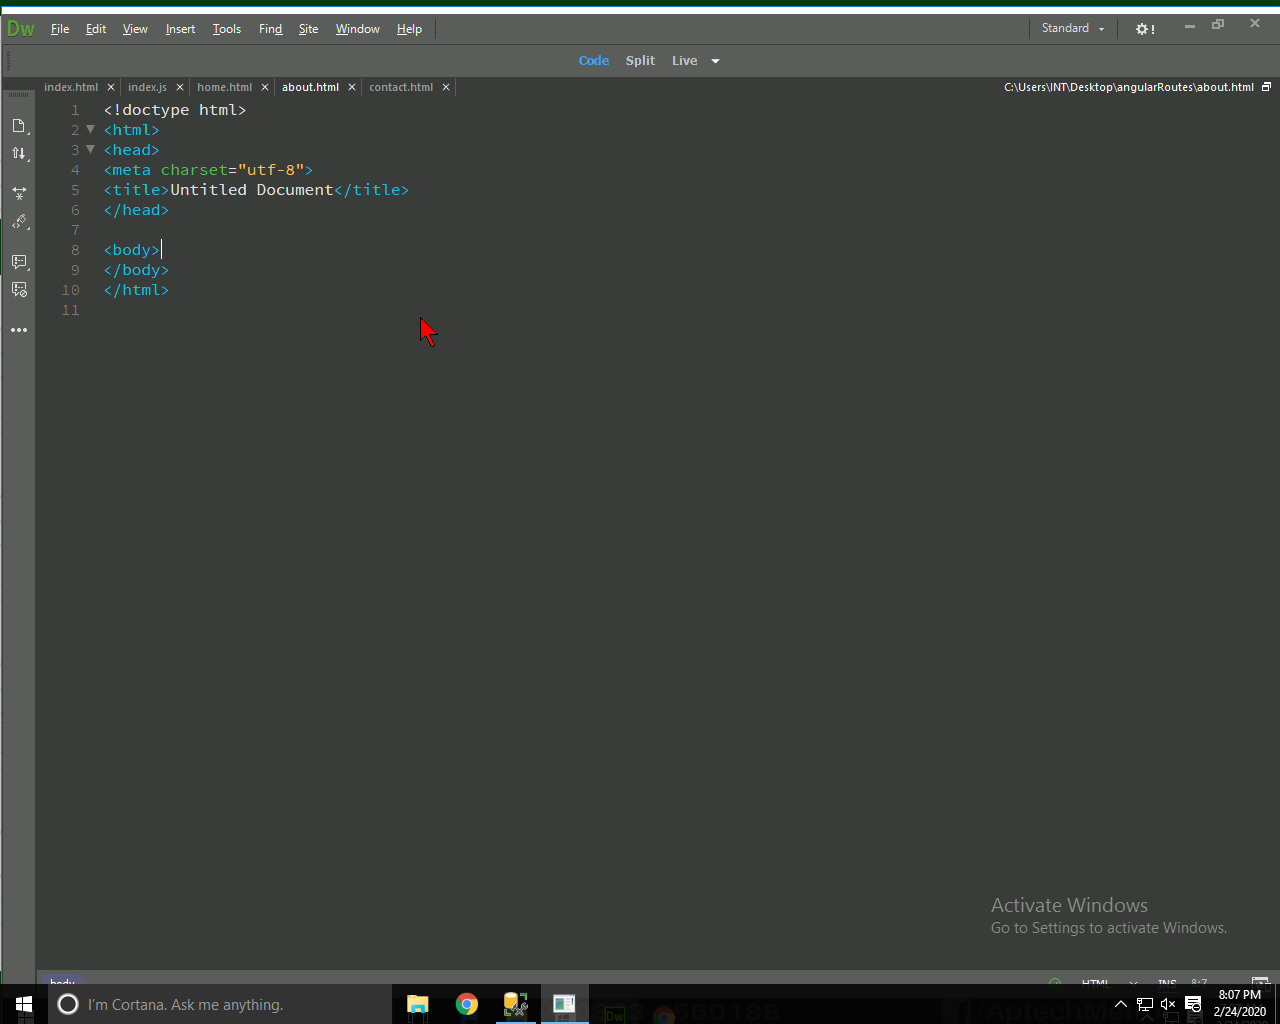 Dw File Edit View Insert Tools Find Site Window Help Standard !
Code Split Live
index.html × index.js × home.html × about.html × contact.html × C:\Users\INT\Desktop\angularRoutes\about.html
1 <!doctype html>
2 <html>
3 <head>
4 <meta charset="utf-8">
5 <title>Untitled Document</title>
6 </head>
7
8 <body>
9 </body>
10 </html>
11
Activate Windows
Go to Settings to activate Windows.
body HTML INS 8:7
I'm Cortana. Ask me anything.
8:07 PM
2/24/2020